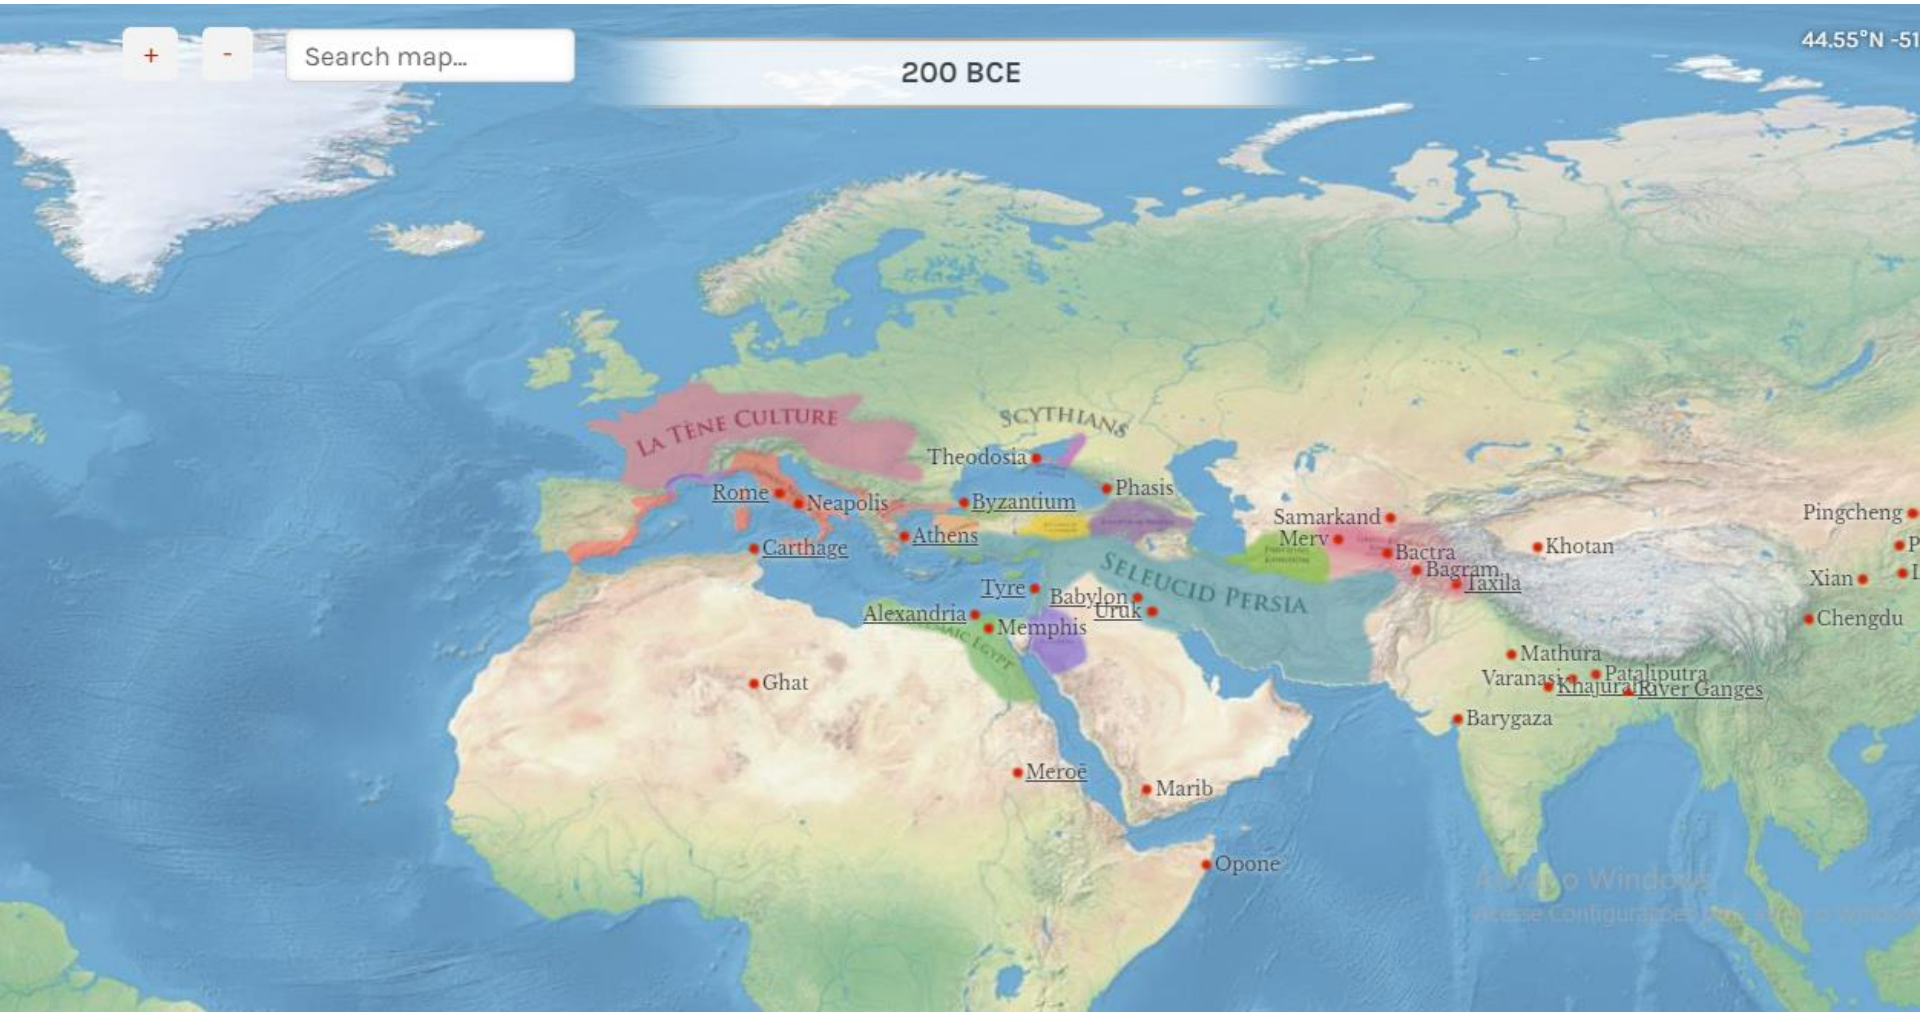 +
-
Search map...
200 BCE
44.55°N -51
LA TÈNE CULTURE
SCYTHIANS
Theodosia
Phasis
Rome
Neapolis
Byzantium
Samarkand
Pingcheng
Athens
Merv
Carthage
Bactra
Khotan
P
Bagram
Taxila
Xian
L
SELEUCID PERSIA
Tyre
Babylon
Uruk
Alexandria
Memphis
EGYPT
Chengdu
Mathura
Ghat
Varanasi
Pataliputra
River Ganges
Barygaza
Meroë
Marib
Opone